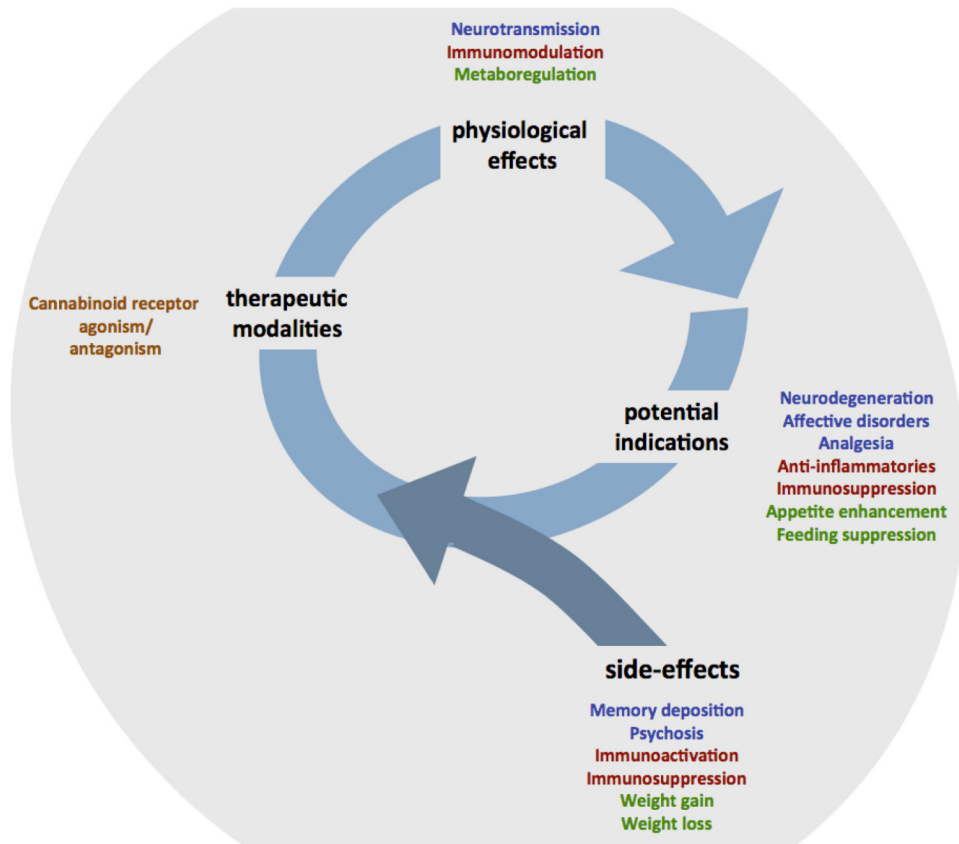 Neurotransmission
Immunomodulation
Metaboregulation
physiological
effects
Cannabinoid receptor
agonism/
antagonism
therapeutic
modalities
potential
indications
Neurodegeneration
Affective disorders
Analgesia
Anti-inflammatories
Immunosuppression
Appetite enhancement
Feeding suppression
side-effects
Memory deposition
Psychosis
Immunoactivation
Immunosuppression
Weight gain
Weight loss